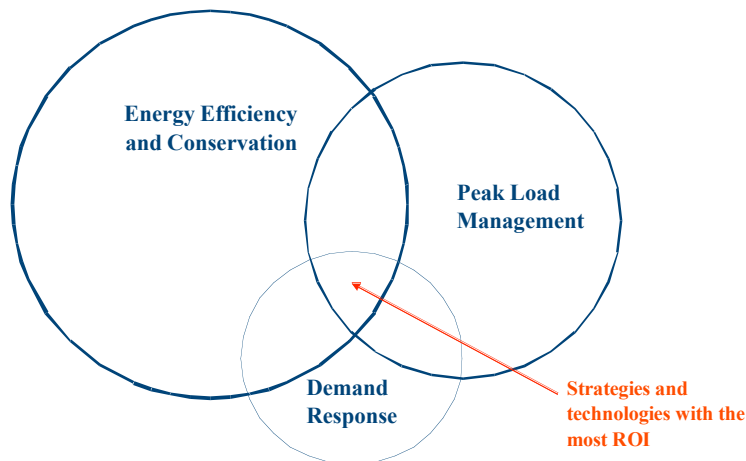 Energy Efficiency
and Conservation
Peak Load
Management
Demand
Response
Strategies and
technologies with the
most ROI